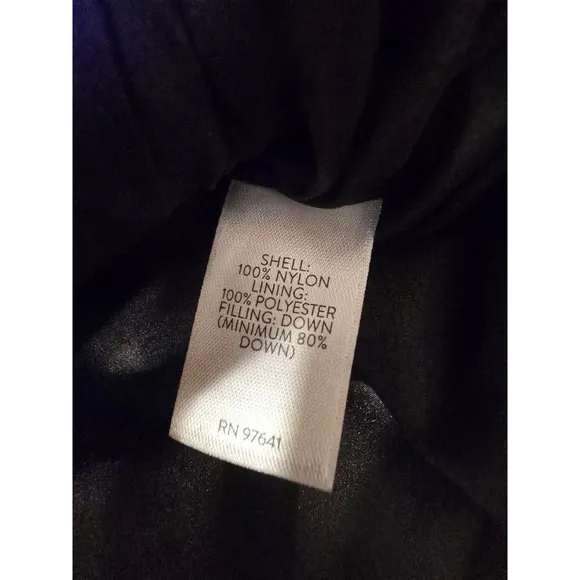 SHELL:
100% NYLON
LINING:
100% POLYESTER
FILLING: DOWN
(MINIMUM 80%
DOWN)
RN 97641